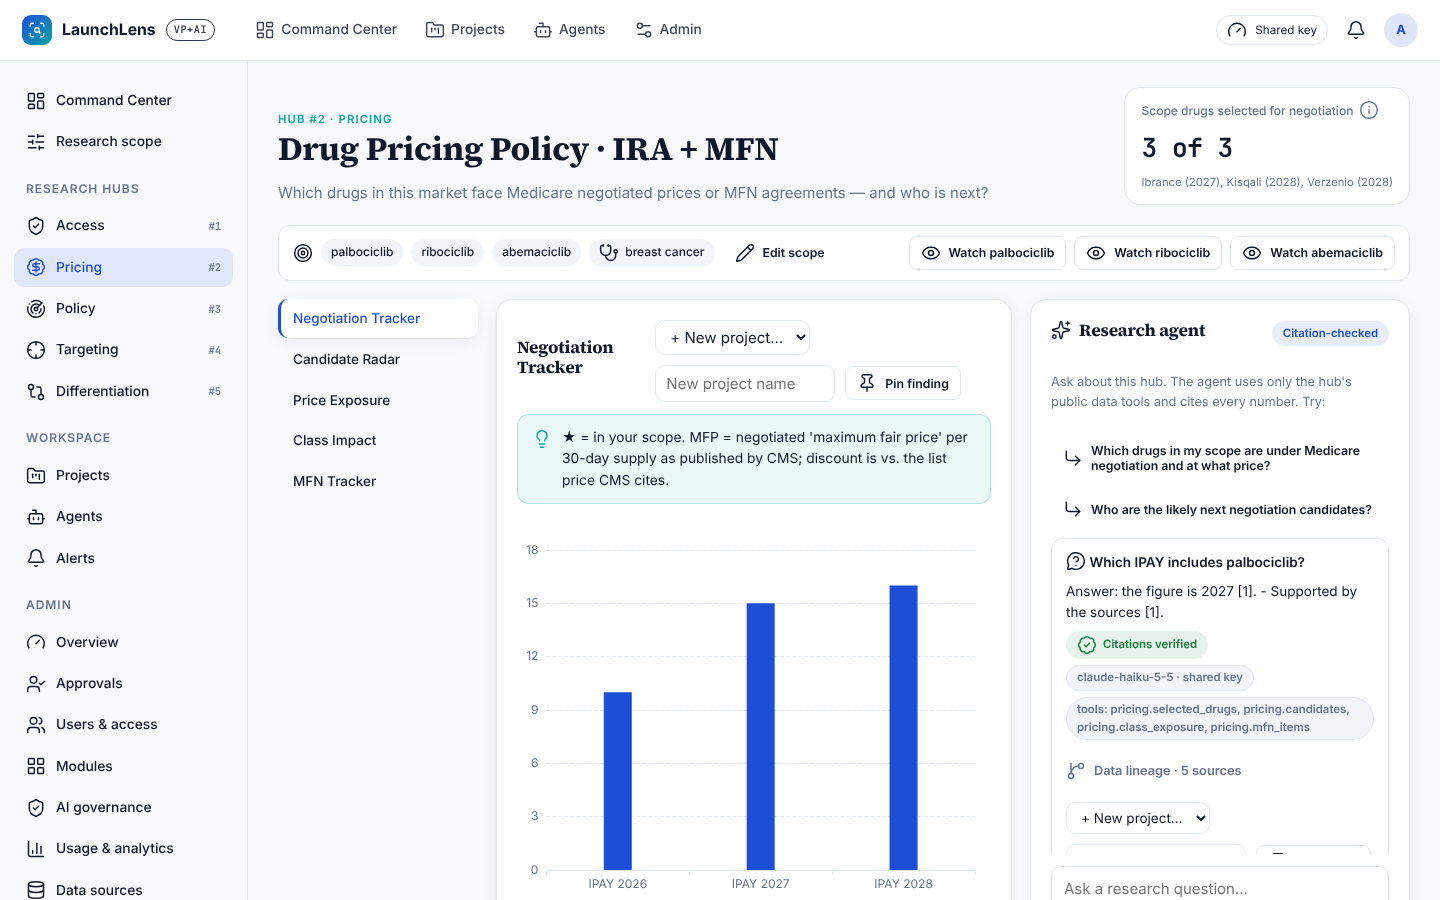 LaunchLens VP+AI
Command Center
Projects
Agents
Admin
Shared key
A
Command Center
Research scope
RESEARCH HUBS
Access #1
Pricing #2
Policy #3
Targeting #4
Differentiation #5
WORKSPACE
Projects
Agents
Alerts
ADMIN
Overview
Approvals
Users & access
Modules
AI governance
Usage & analytics
Data sources
HUB #2 · PRICING
Drug Pricing Policy · IRA + MFN
Which drugs in this market face Medicare negotiated prices or MFN agreements — and who is next?
Scope drugs selected for negotiation
3 of 3
Ibrance (2027), Kisqali (2028), Verzenio (2028)
palbociclib
ribociclib
abemaciclib
breast cancer
Edit scope
Watch palbociclib
Watch ribociclib
Watch abemaciclib
Negotiation Tracker
Candidate Radar
Price Exposure
Class Impact
MFN Tracker
Negotiation
Tracker
+ New project...
New project name
Pin finding
★ = in your scope. MFP = negotiated 'maximum fair price' per
30-day supply as published by CMS; discount is vs. the list
price CMS cites.
18
15
12
9
6
3
0
IPAY 2026
IPAY 2027
IPAY 2028
Research agent
Citation-checked
Ask about this hub. The agent uses only the hub's
public data tools and cites every number. Try:
Which drugs in my scope are under Medicare
negotiation and at what price?
Who are the likely next negotiation candidates?
Which IPAY includes palbociclib?
Answer: the figure is 2027 [1]. - Supported by
the sources [1].
Citations verified
claude-haiku-5-5 · shared key
tools: pricing.selected_drugs, pricing.candidates,
pricing.class_exposure, pricing.mfn_items
Data lineage · 5 sources
+ New project...
Ask a research question...